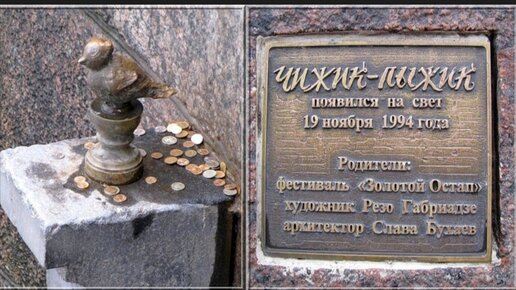 ЧИЖИК-ПЫЖИК
появился на свет
19 ноября 1994 года
Родители:
фестиваль «Золотой Остап»
художник Резо Габриадзе
архитектор Слава Бухаев